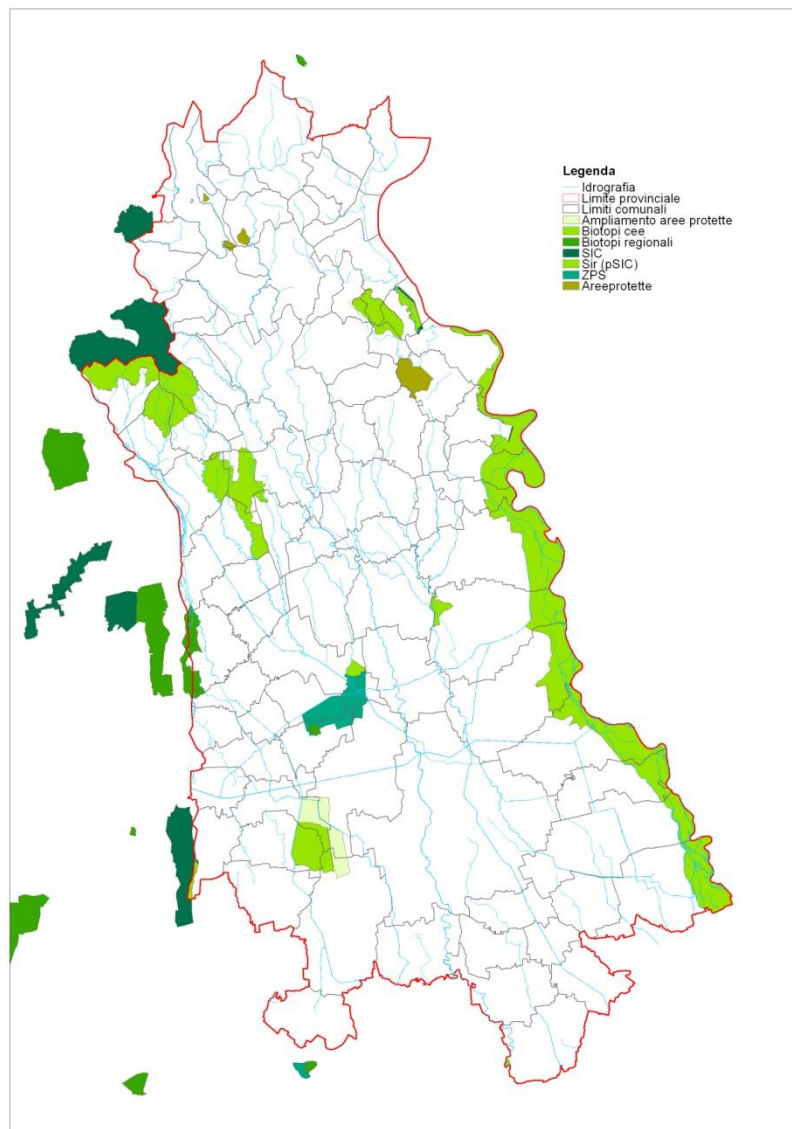 Legenda
Idrografia
Limite provinciale
Limiti comunali
Ampliamento aree protette
Biotopi cee
Biotopi regionali
SIC
Sir (pSIC)
ZPS
Areeprotette